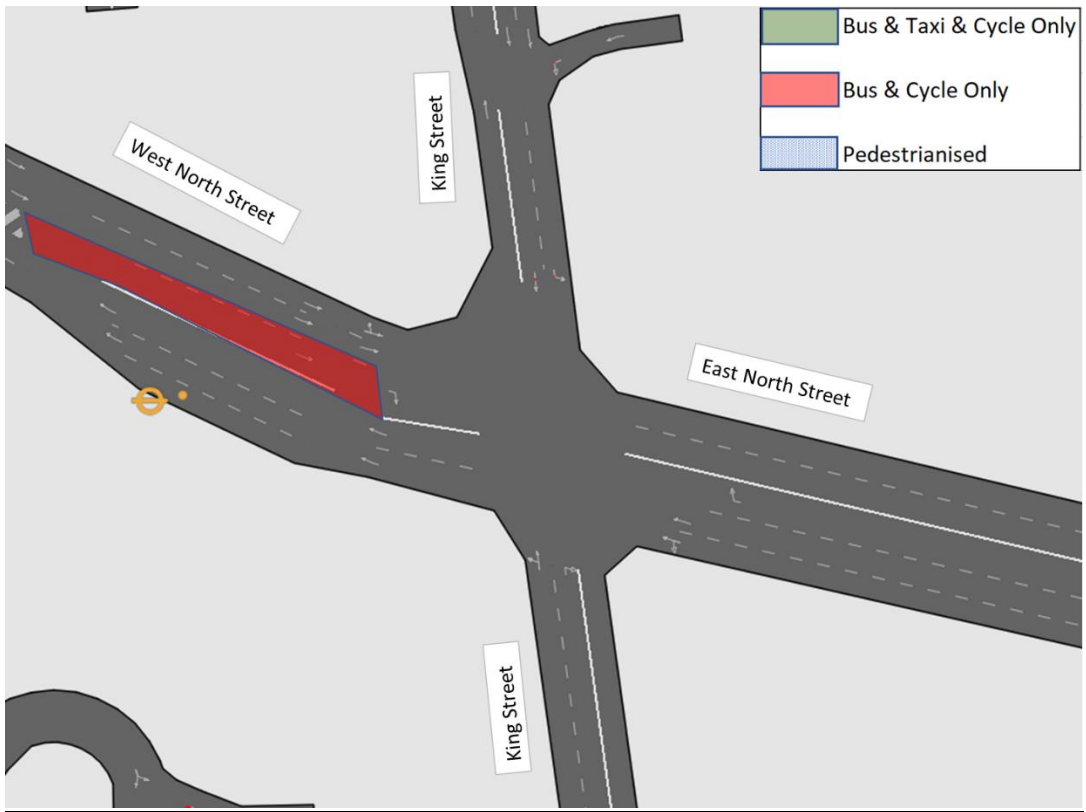 Bus & Taxi & Cycle Only
Bus & Cycle Only
Pedestrianised
West North Street
King Street
East North Street
King Street